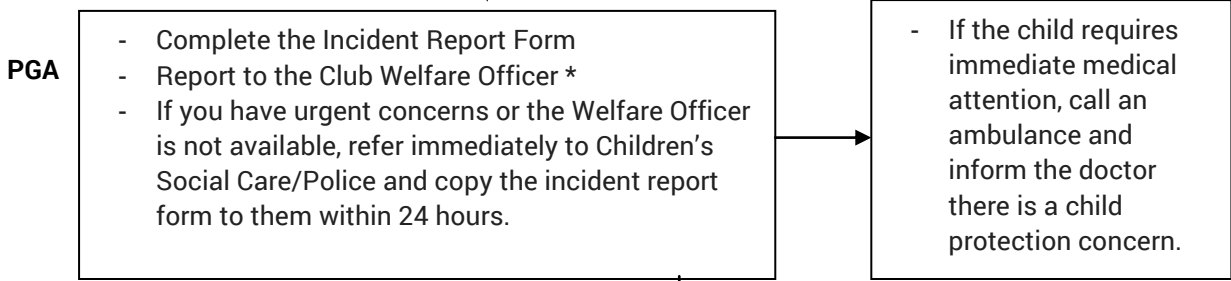 PGA
- Complete the Incident Report Form
- Report to the Club Welfare Officer *
- If you have urgent concerns or the Welfare Officer
is not available, refer immediately to Children's
Social Care/Police and copy the incident report
form to them within 24 hours.
- If the child requires
immediate medical
attention, call an
ambulance and
inform the doctor
there is a child
protection concern.